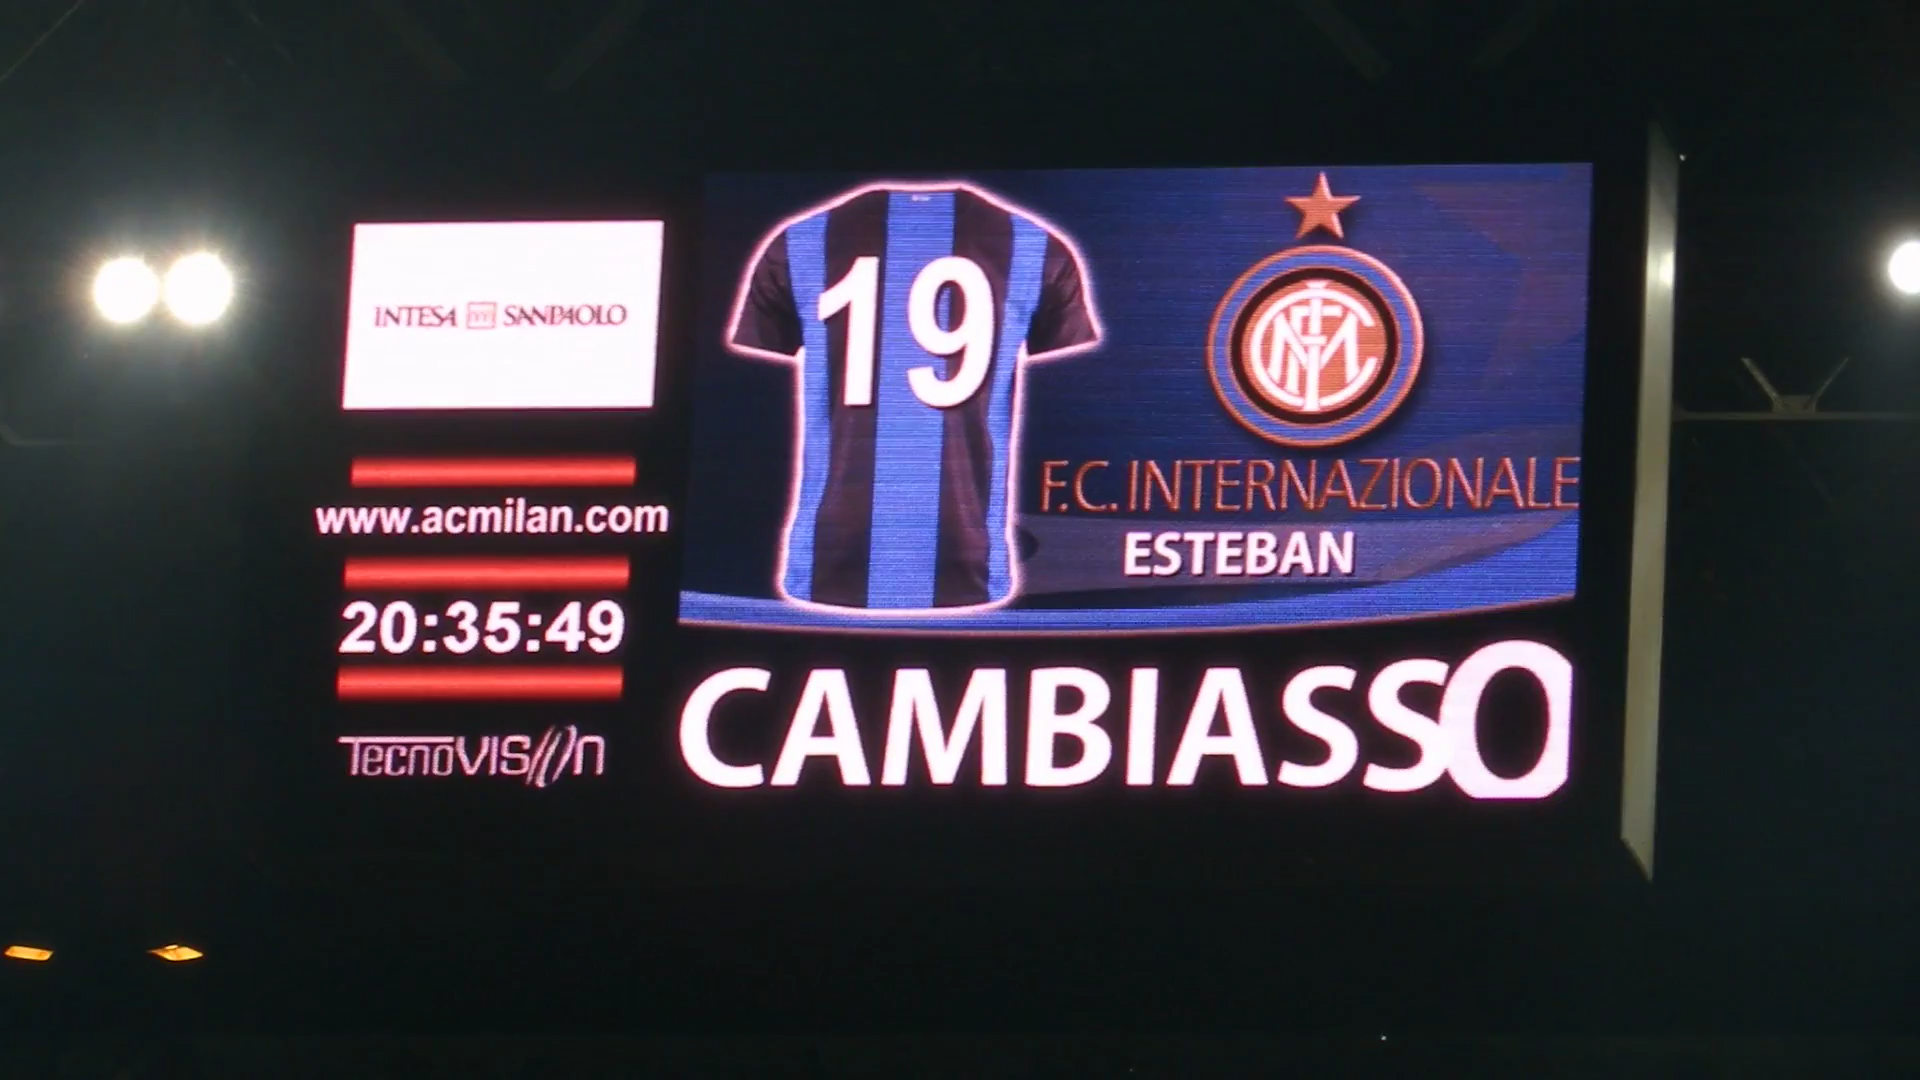 INTESA SANPAOLO
www.acmilan.com
20:35:49
TECNOVISION
19
F.C. INTERNAZIONALE
ESTEBAN
CAMBIASSO